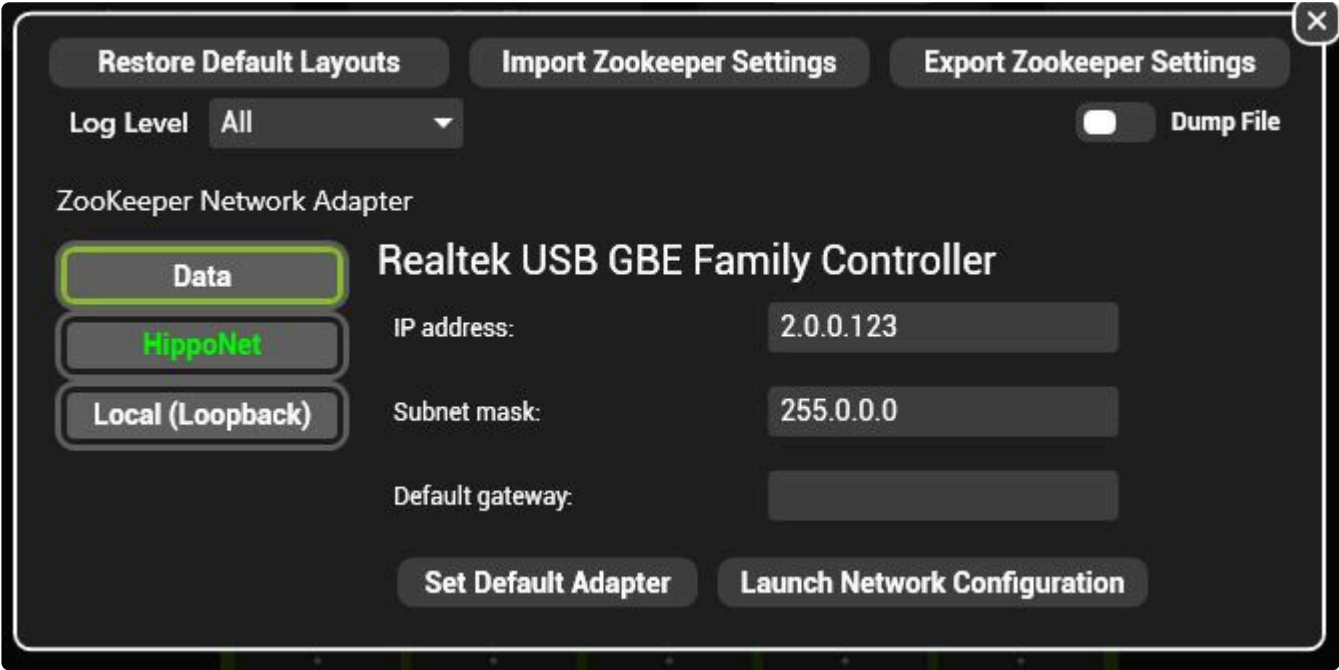 Restore Default Layouts Import Zookeeper Settings Export Zookeeper Settings
Log Level All Dump File
ZooKeeper Network Adapter
Data
HippoNet
Local (Loopback)
Realtek USB GBE Family Controller
IP address: 2.0.0.123
Subnet mask: 255.0.0.0
Default gateway:
Set Default Adapter Launch Network Configuration